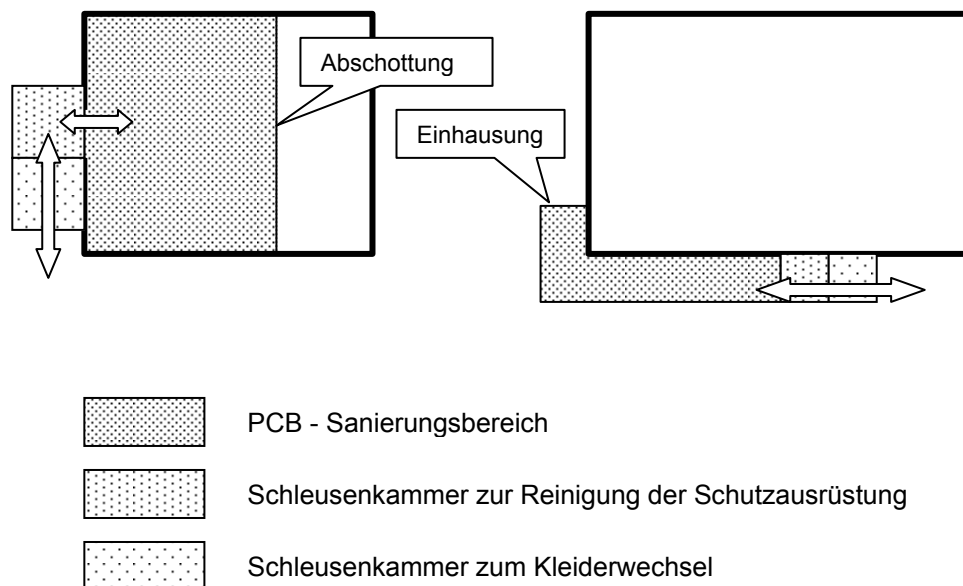 Abschottung
Einhausung
PCB - Sanierungsbereich
Schleusenkammer zur Reinigung der Schutzausrüstung
Schleusenkammer zum Kleiderwechsel